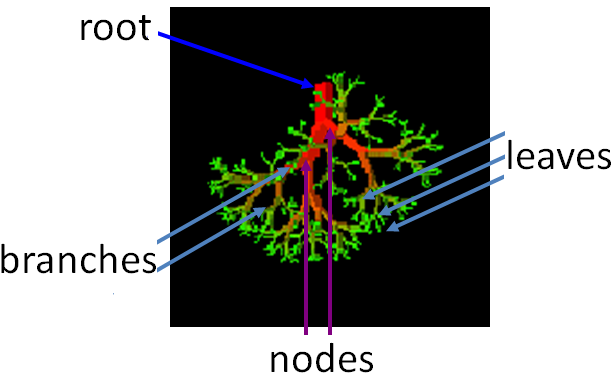 root
leaves
branches
nodes